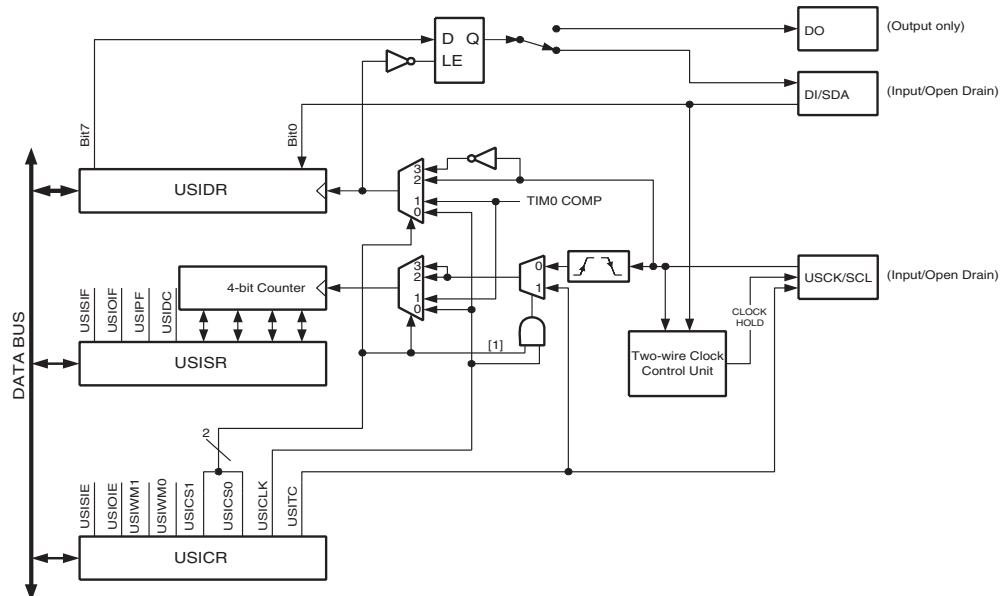 D Q
LE
DO
(Output only)
DI/SDA
(Input/Open Drain)
Bit7
Bit0
USIDR
3
2
1
0
TIM0 COMP
3
2
1
0
0
1
USCK/SCL
(Input/Open Drain)
CLOCK
HOLD
4-bit Counter
USISIF
USIOIF
USIPF
USIDC
USISR
[1]
Two-wire Clock
Control Unit
DATA BUS
2
USISIE
USIOIE
USIWM1
USIWM0
USICS1
USICS0
USICLK
USITC
USICR